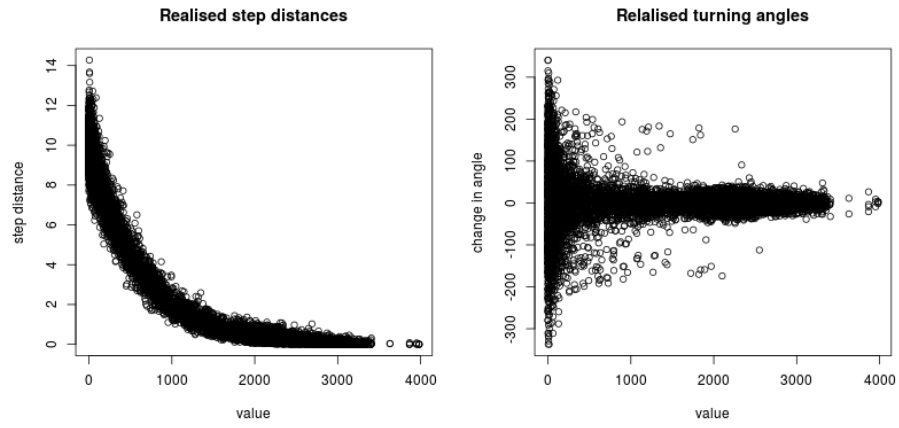 Realised step distances
step distance
14
12
10
8
6
4
2
0
0 1000 2000 3000 4000
value
Relalised turning angles
change in angle
300
200
100
0
-100
-200
-300
0 1000 2000 3000 4000
value